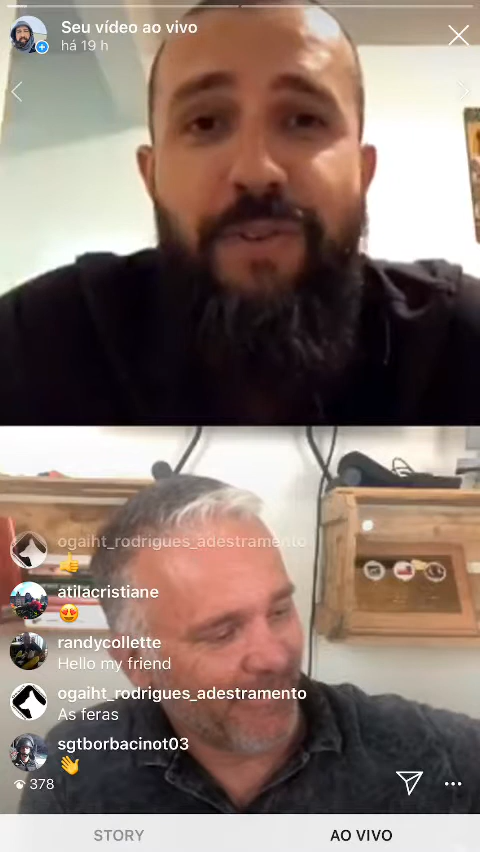 Seu vídeo ao vivo
há 19 h
ogaiht_rodrigues_adestramento
👍
atilacristiane
😍
randycollette
Hello my friend
ogaiht_rodrigues_adestramento
As feras
sgtborbacinot03
👋
378
STORY
AO VIVO